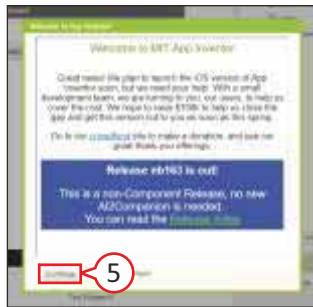 Welcome to App Inventor
Welcome to MIT App Inventor
Good news! We plan to launch the iOS version of App
Inventor soon, but we need your help. With a small
development team, we are turning to you, our users, to help us
cover the cost. We hope to raise to help us close the
gap and get this version out to you as soon as this spring.
Go to our crowdfund site to make a donation, and see our
great thank you offerings.
Release nb163 is out!
This is a non-Component Release, no new
AI2Companion is needed.
You can read the Release notes
Continue
5